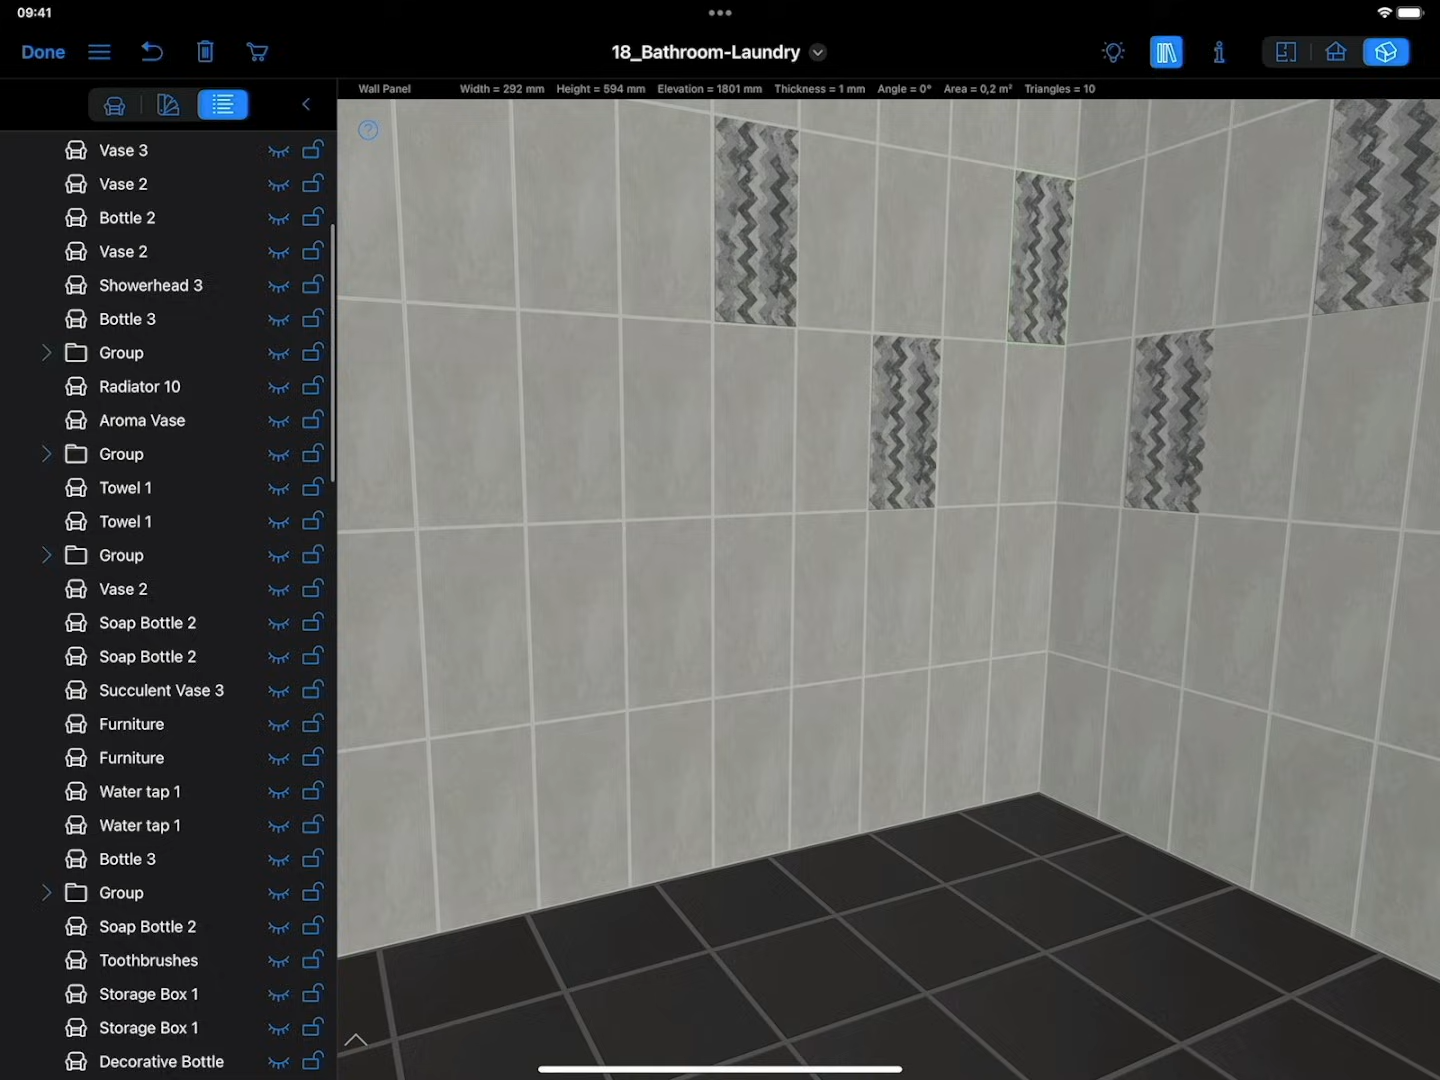 09:41
Done
18_Bathroom-Laundry
Wall Panel Width = 292 mm Height = 594 mm Elevation = 1801 mm Thickness = 1 mm Angle = 0° Area = 0,2 m² Triangles = 10
?
Vase 3
Vase 2
Bottle 2
Vase 2
Showerhead 3
Bottle 3
Group
Radiator 10
Aroma Vase
Group
Towel 1
Towel 1
Group
Vase 2
Soap Bottle 2
Soap Bottle 2
Succulent Vase 3
Furniture
Furniture
Water tap 1
Water tap 1
Bottle 3
Group
Soap Bottle 2
Toothbrushes
Storage Box 1
Storage Box 1
Decorative Bottle